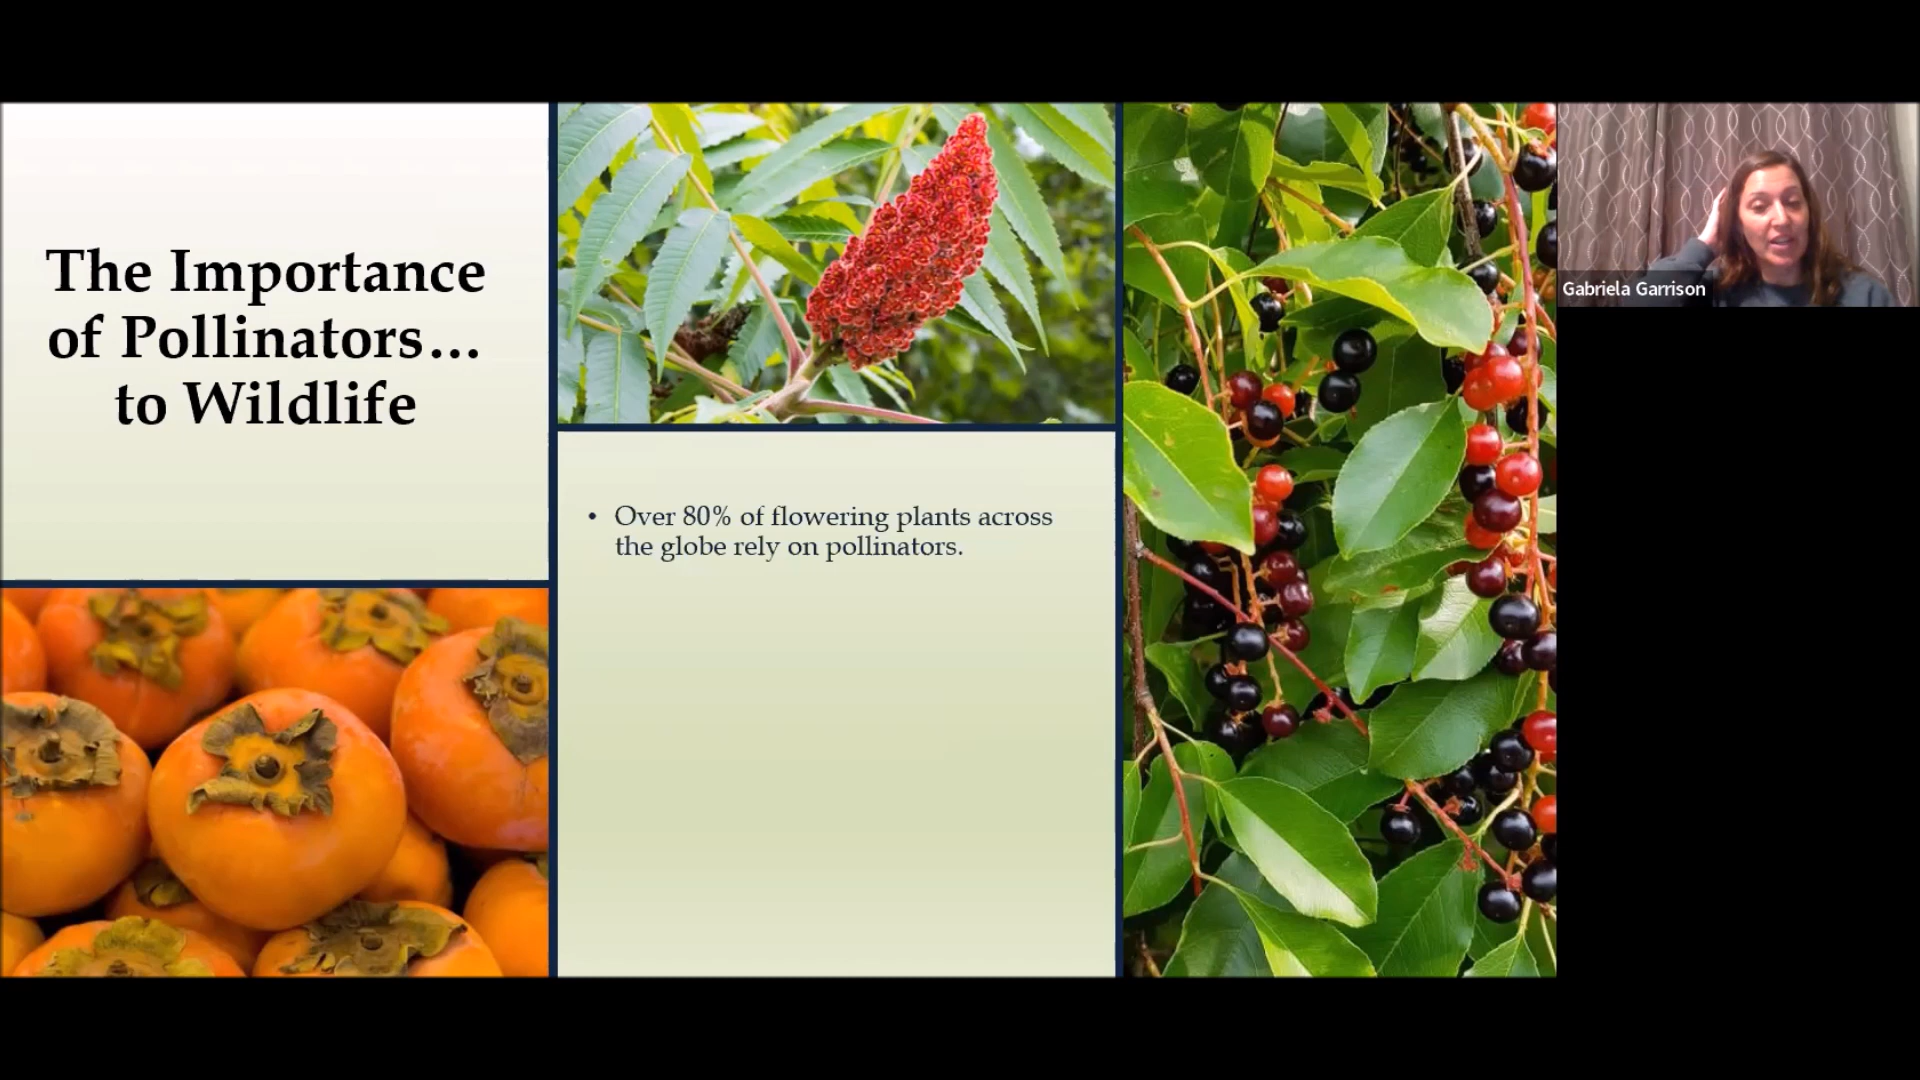 The Importance
of Pollinators…
to Wildlife
• Over 80% of flowering plants across
the globe rely on pollinators.
Gabriela Garrison